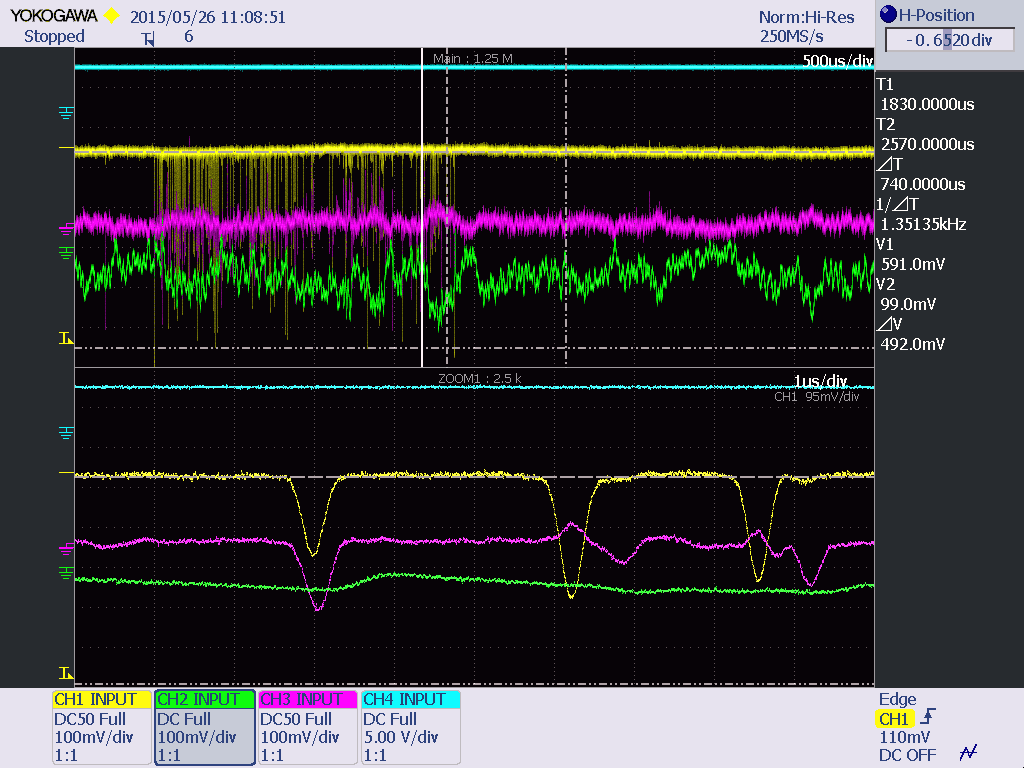 YOKOGAWA 2015/05/26 11:08:51
Stopped 6
Norm:Hi-Res
250MS/s
H-Position
-0.6520div
Main : 1.25 M
500us/div
T1
1830.0000us
T2
2570.0000us
⊿T
740.0000us
1/⊿T
1.35135kHz
V1
591.0mV
V2
99.0mV
⊿V
492.0mV
T
ZOOM1 : 2.5 k
1us/div
CH1 95mV/div
T
CH1 INPUT
DC50 Full
100mV/div
1:1
CH2 INPUT
DC Full
100mV/div
1:1
CH3 INPUT
DC50 Full
100mV/div
1:1
CH4 INPUT
DC Full
5.00 V/div
1:1
Edge
CH1
110mV
DC OFF